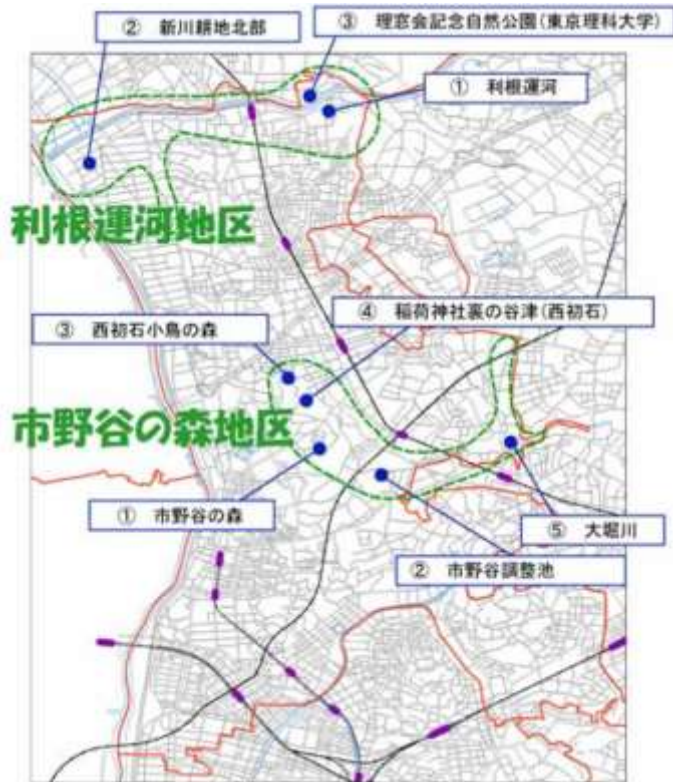 ② 新川耕地北部
③ 理窓会記念自然公園(東京理科大学)
① 利根運河
利根運河地区
④ 稲荷神社裏の谷津(西初石)
③ 西初石小鳥の森
市野谷の森地区
① 市野谷の森
⑤ 大堀川
② 市野谷調整池